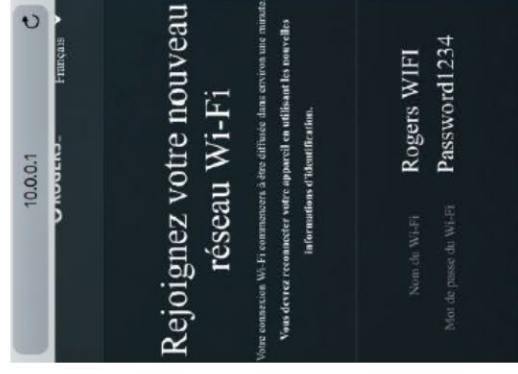 10.0.0.1
ROGERS
Français
Rejoignez votre nouveau
réseau Wi-Fi
Votre connexion Wi-Fi commencera à être diffusée dans environ une minute.
Vous devrez reconnecter votre appareil en utilisant les nouvelles
informations d'identification.
Nom du Wi-Fi Rogers WIFI
Mot de passe du Wi-Fi Password1234